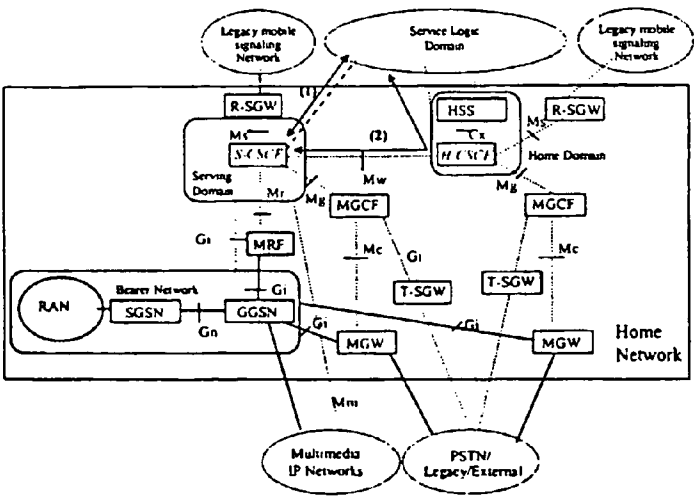 Legacy mobile
signaling
Network
Service Logic
Domain
Legacy mobile
signaling
Network
R-SGW
(1)
HSS
R-SGW
Ms
(2)
Cx
Ms
S-CSCF
H-CSCF
Home Domain
Serving
Domain
Mr
Mg
Mw
Mg
MGCF
MGCF
Gi
MRF
Mc
Gi
Mc
RAN
Bearer Network
Gi
T-SGW
T-SGW
SGSN
GGSN
Gn
Gi
MGW
Gi
MGW
Home
Network
Mm
Multimedia
IP Networks
PSTN/
Legacy/External